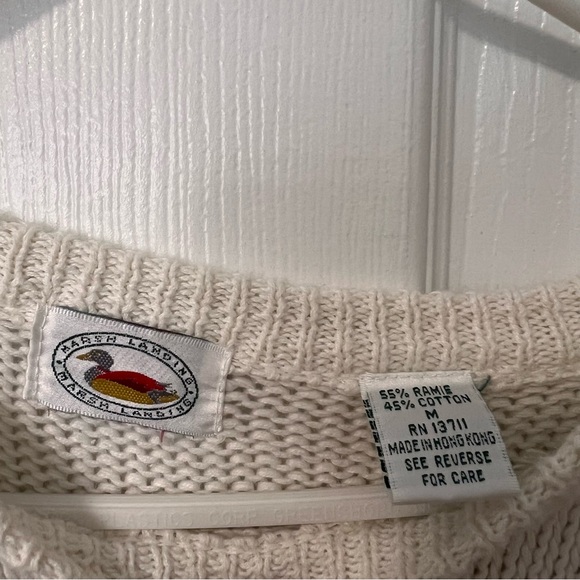 MARSH LANDING
MARSH LANDING
55% RAMIE
45% COTTON
M
RN 13711
MADE IN HONG KONG
SEE REVERSE
FOR CARE